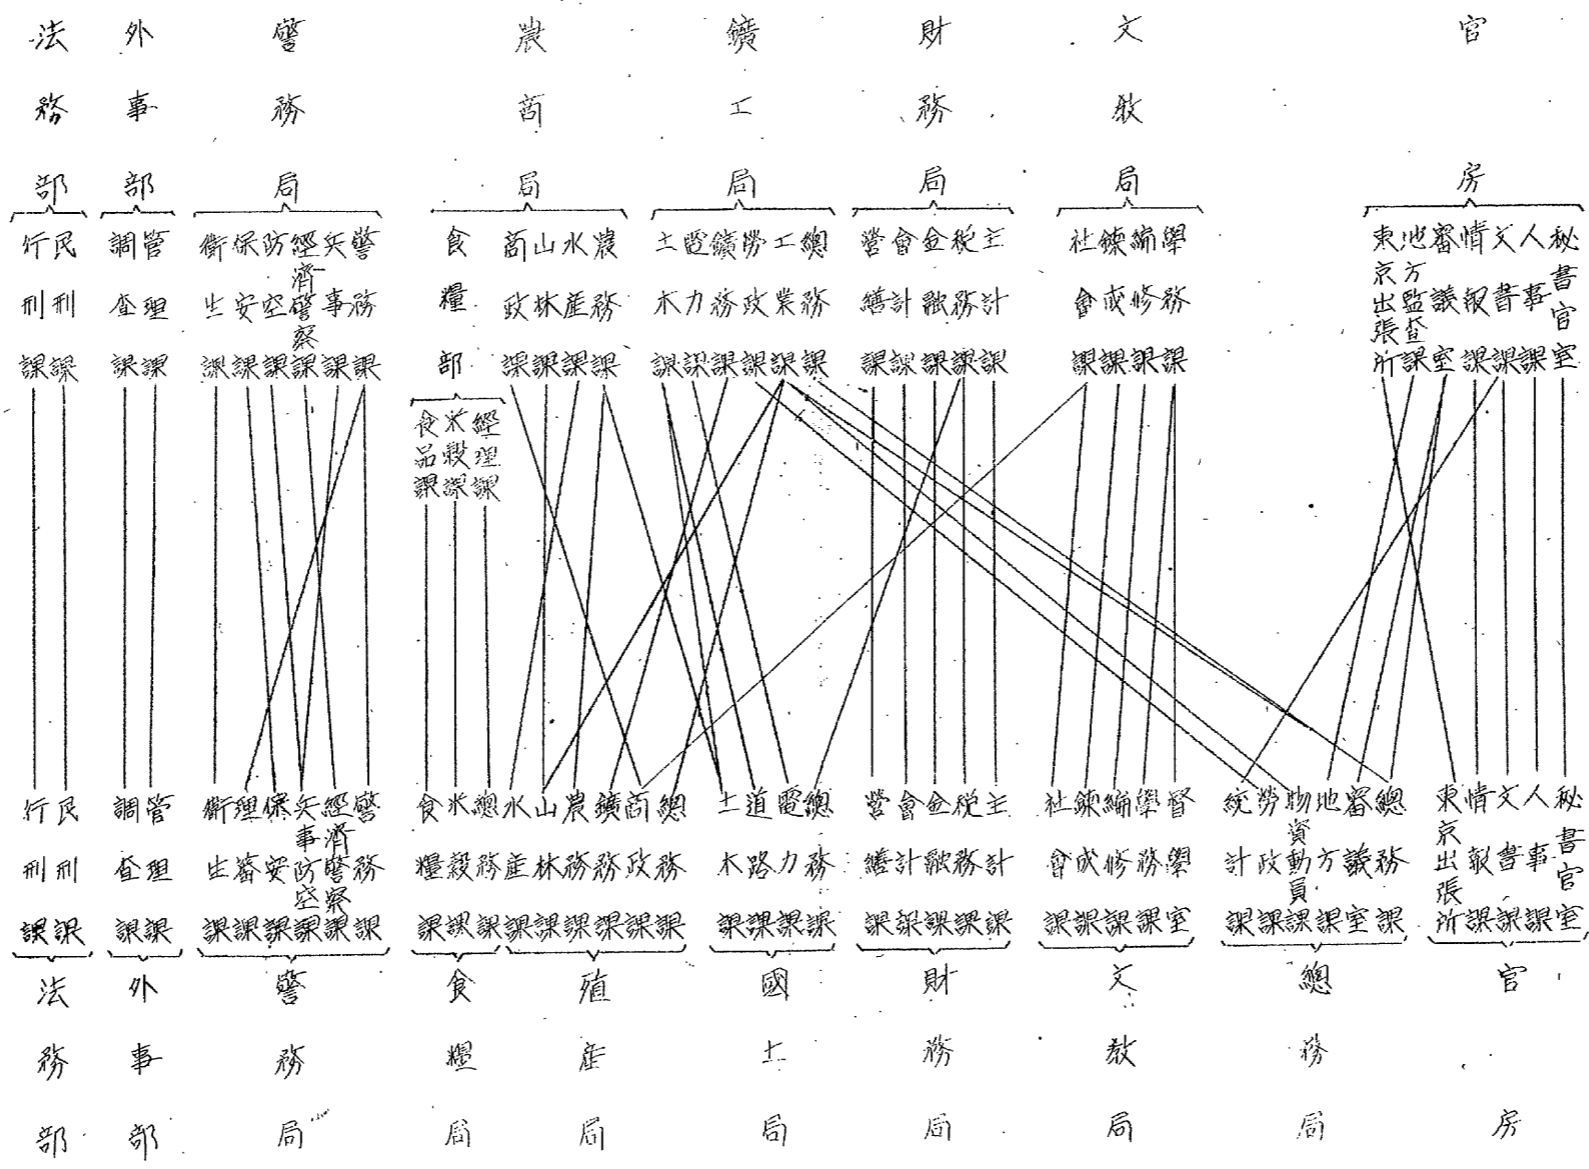 官房
秘書官室
人事課
文書課
情報課
審議室
地方監查課
東京出張所
文教局
學務課
編修課
鍊成課
社會課
財務局
主計課
稅務課
金融課
會計課
營繕課
鑛工局
總務課
工業課
勞政課
鑛務課
電力課
土木課
農商局
農務課
水產課
山林課
商政課
食糧部
經理課
米穀課
食品課
警務局
警務課
兵事課
經濟警察課
防空課
保安課
衛生課
外事部
管理課
調查課
法務部
民刑課
行刑課
秘書官室
人事課
文書課
情報課
東京出張所
官房
總務課
審議室
地方課
物資動員課
勞政課
統計課
總務局
督學室
學務課
編修課
鍊成課
社會課
文教局
主計課
稅務課
金融課
會計課
營繕課
財務局
總務課
電力課
道路課
土木課
國土局
總務課
商政課
鑛務課
農務課
山林課
水產課
殖產局
總務課
米穀課
食糧課
食糧局
警務課
經濟警察課
兵事防空課
保安課
理蕃課
衛生課
警務局
管理課
調查課
外事部
民刑課
行刑課
法務部